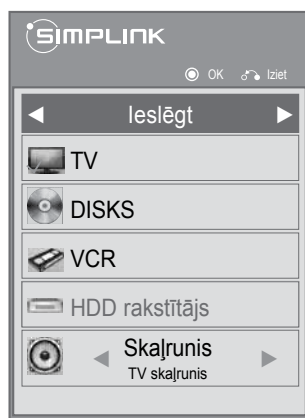 SIMPLINK
OK Iziet
Ieslēgt
TV
DISKS
VCR
HDD rakstītājs
Skaļrunis
TV skaļrunis